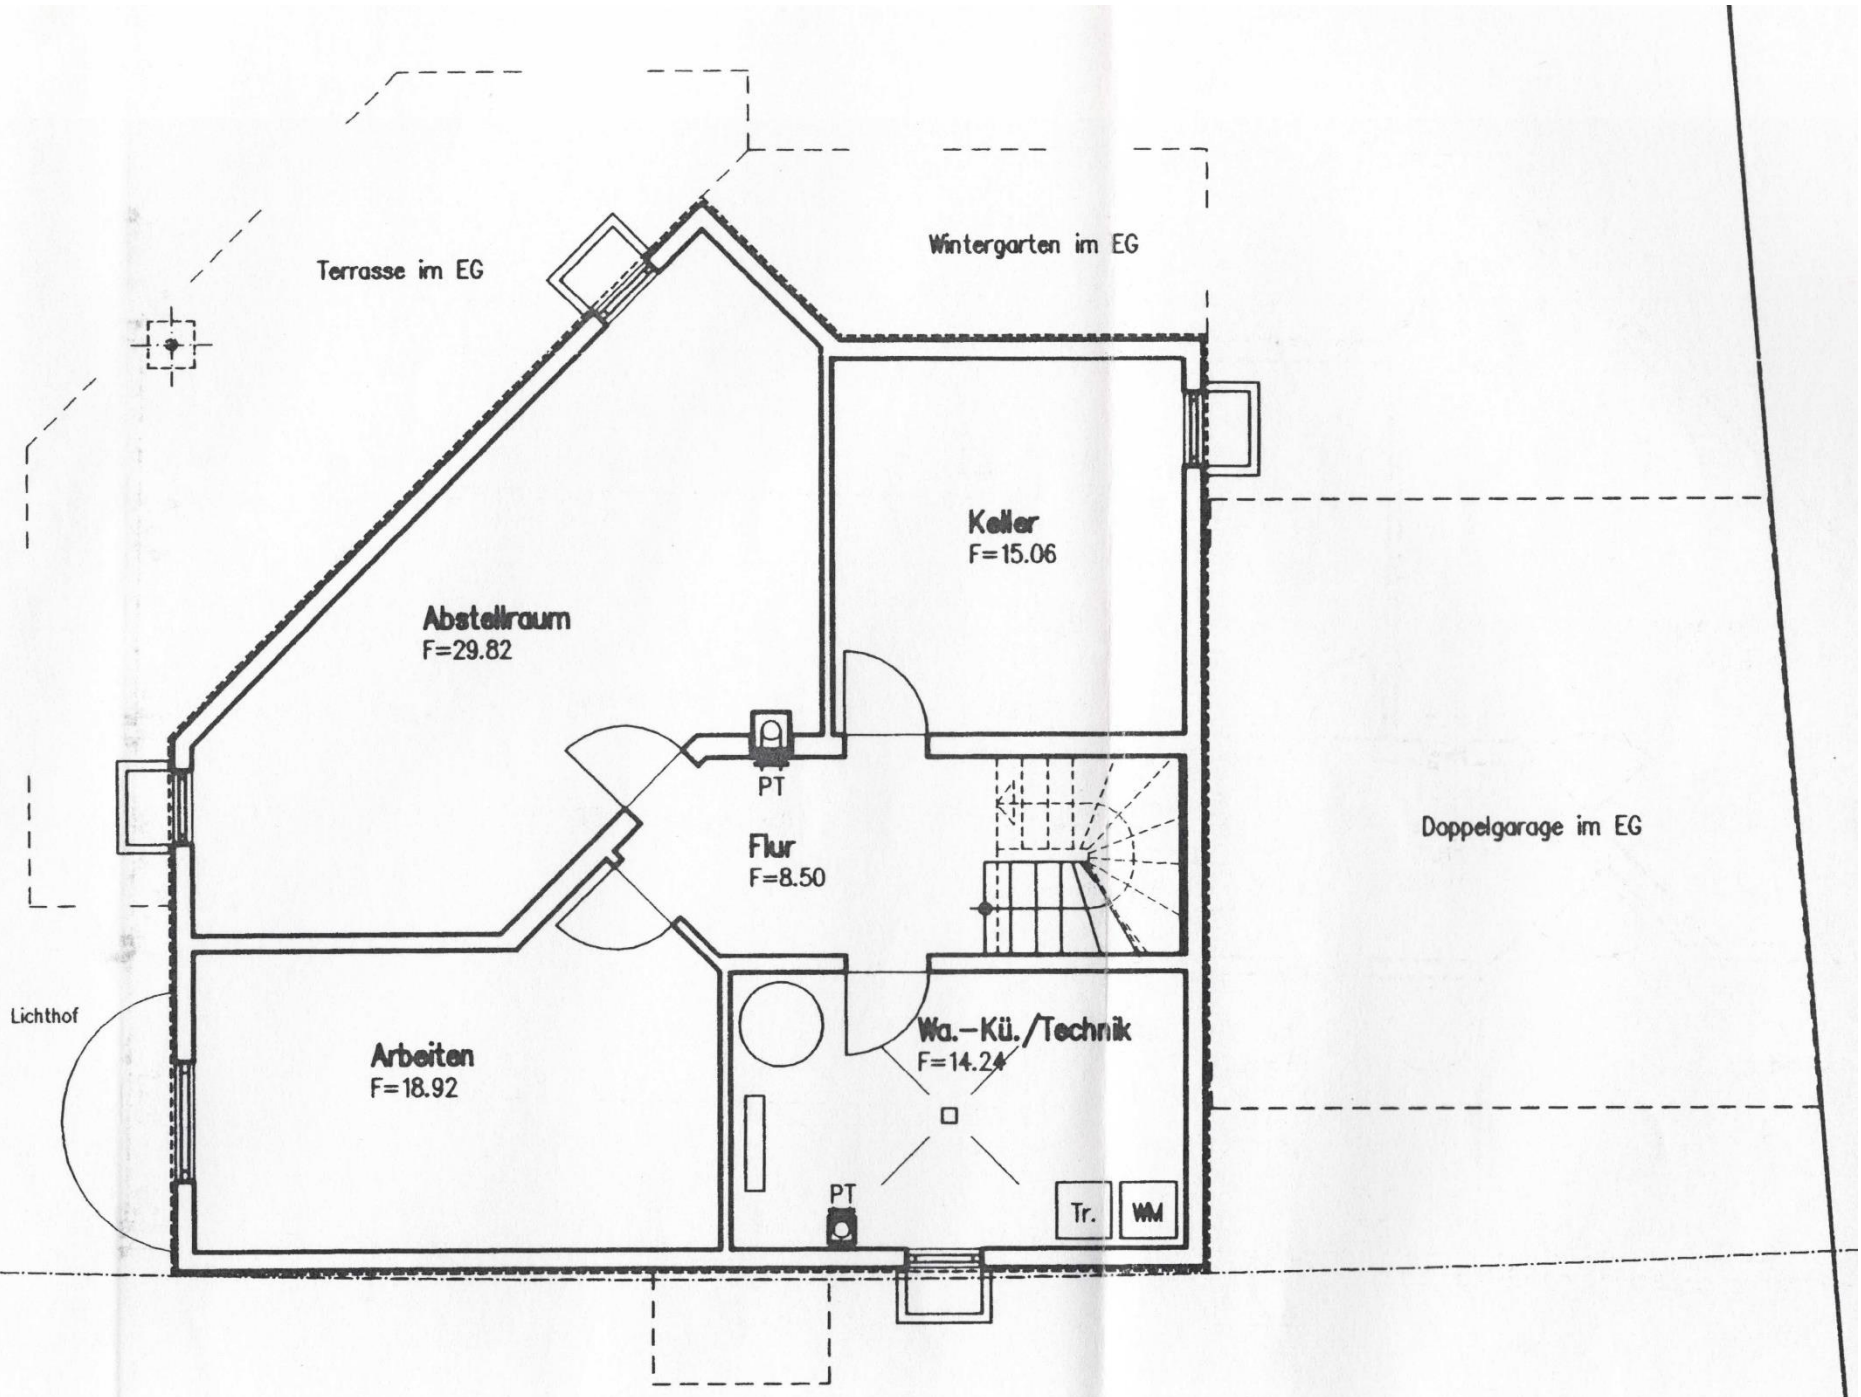 Wintergarten im EG
Terrasse im EG
Keller
F=15.06
Abstellraum
F=29.82
PT
Flur
F=8.50
Doppelgarage im EG
Lichthof
Arbeiten
F=18.92
Wa.-Kü./Technik
F=14.24
PT
Tr.
WM